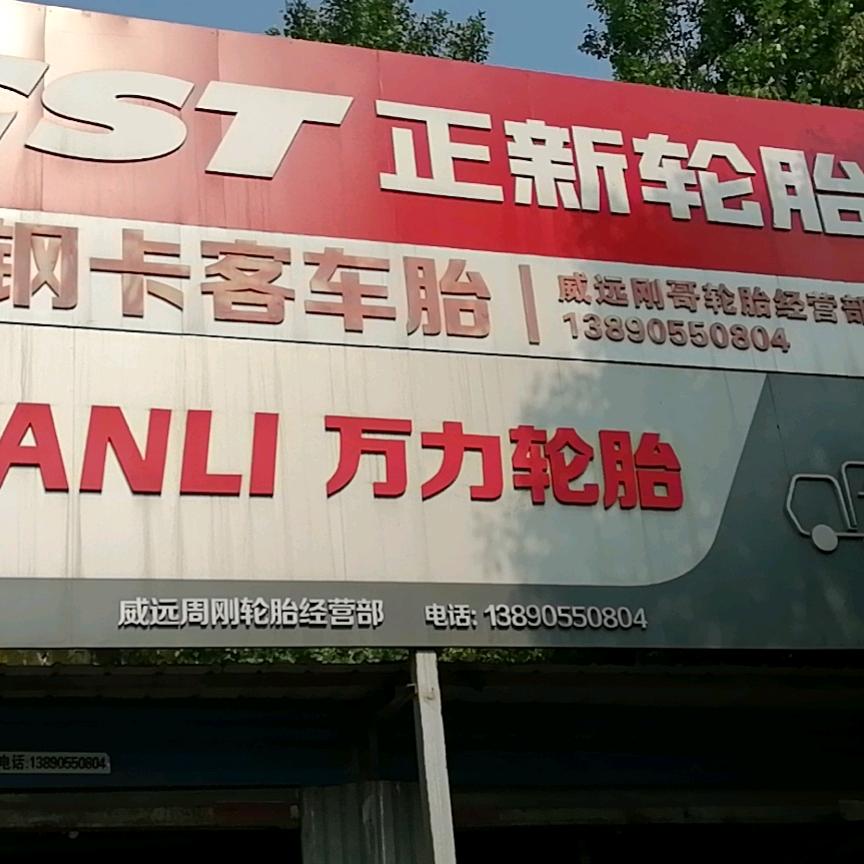 CST 正新轮胎
钢卡客车胎 | 威远刚哥轮胎经营部
13890550804
ANLI 万力轮胎
威远周刚轮胎经营部 电话: 13890550804
电话:13890550804